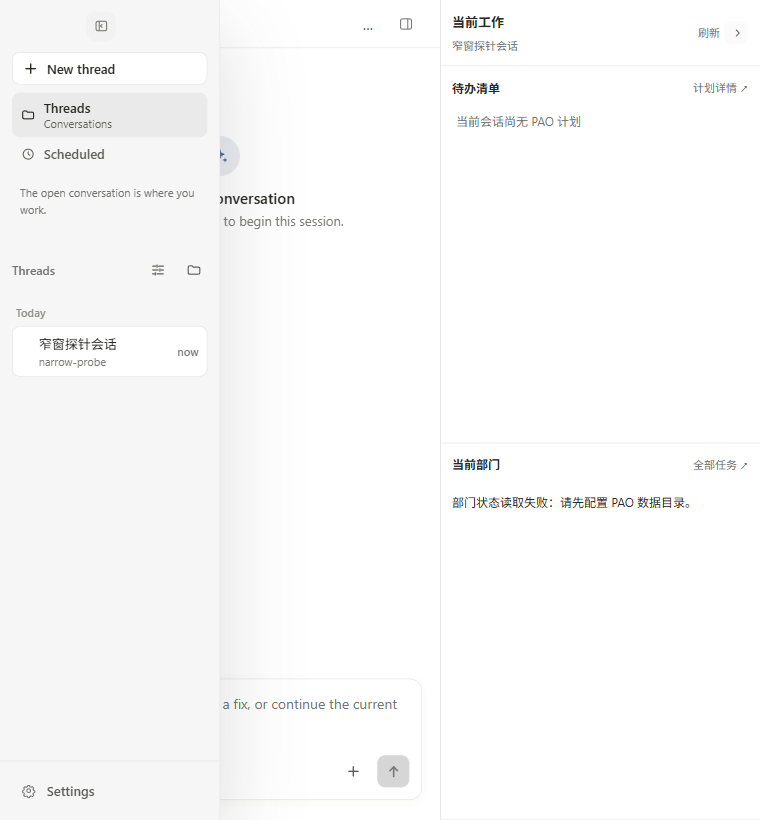 New thread
Threads
Conversations
Scheduled
The open conversation is where you
work.
Threads
Today
窄窗探针会话
narrow-probe
now
Settings
...
onversation
to begin this session.
a fix, or continue the current
当前工作
窄窗探针会话
刷新
待办清单
计划详情 ↗
当前会话尚无 PAO 计划
当前部门
全部任务 ↗
部门状态读取失败：请先配置 PAO 数据目录。